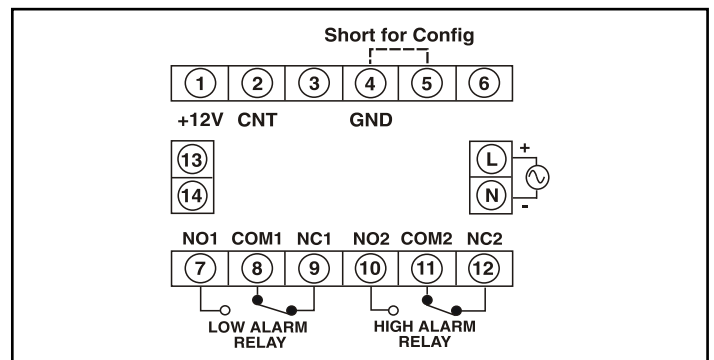 Short for Config
1 2 3 4 5 6
+12V CNT GND
13
14
L +
N -
NO1 COM1 NC1 NO2 COM2 NC2
7 8 9 10 11 12
LOW ALARM
RELAY
HIGH ALARM
RELAY